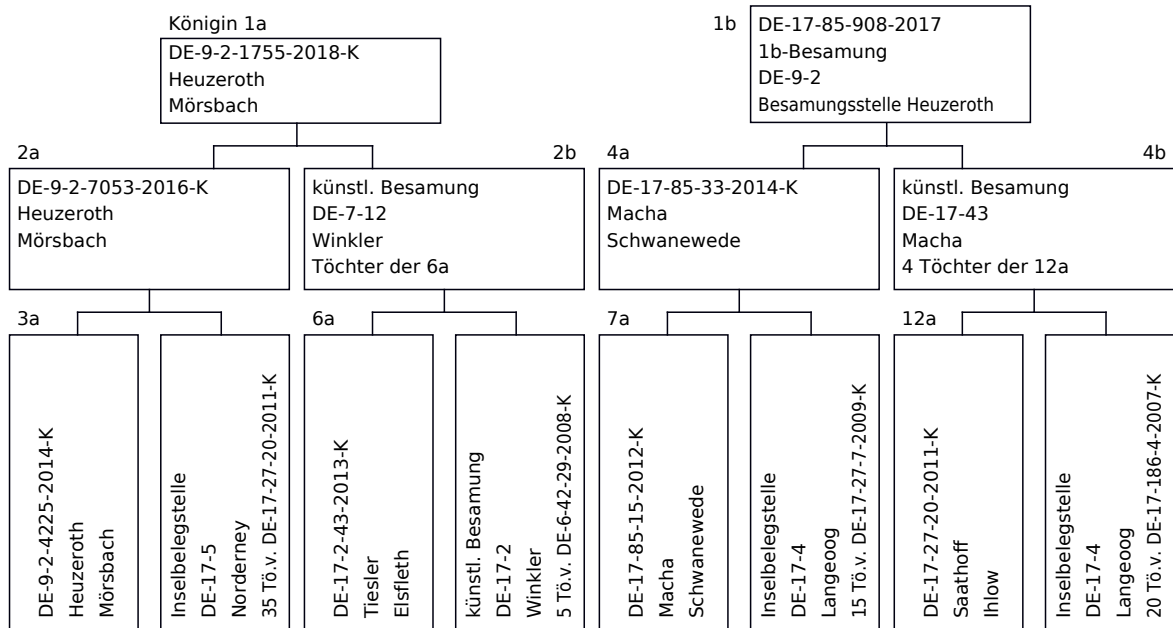 Königin 1a
DE-9-2-1755-2018-K
Heuzeroth
Mörsbach
1b
DE-17-85-908-2017
1b-Besamung
DE-9-2
Besamungsstelle Heuzeroth
2a
DE-9-2-7053-2016-K
Heuzeroth
Mörsbach
2b
künstl. Besamung
DE-7-12
Winkler
Töchter der 6a
4a
DE-17-85-33-2014-K
Macha
Schwanewede
4b
künstl. Besamung
DE-17-43
Macha
4 Töchter der 12a
3a
DE-9-2-4225-2014-K
Heuzeroth
Mörsbach
Inselbelegstelle
DE-17-5
Norderney
35 Tö.v. DE-17-27-20-2011-K
6a
DE-17-2-43-2013-K
Tiesler
Elsfleth
künstl. Besamung
DE-17-2
Winkler
5 Tö.v. DE-6-42-29-2008-K
7a
DE-17-85-15-2012-K
Macha
Schwanewede
Inselbelegstelle
DE-17-4
Langeoog
15 Tö.v. DE-17-27-7-2009-K
12a
DE-17-27-20-2011-K
Saathoff
Ihlow
Inselbelegstelle
DE-17-4
Langeoog
20 Tö.v. DE-17-186-4-2007-K